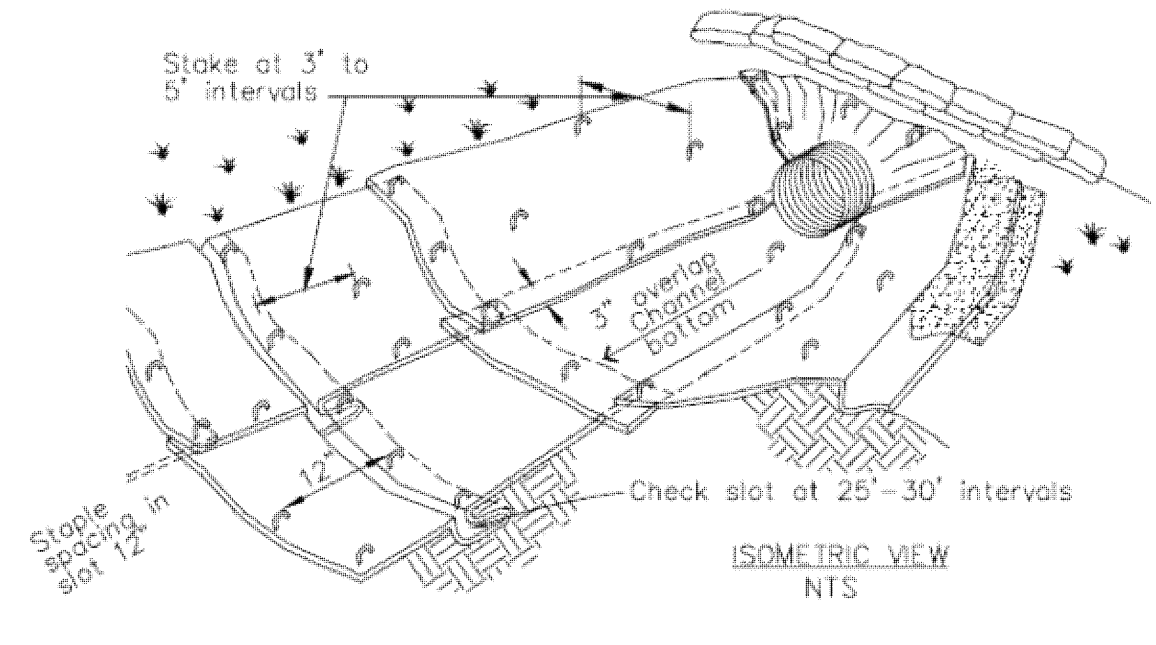 Stake at 3' to
5' intervals
3" overlap
Channel
bottom
12"
Staple
spacing in
slot 12"
Check slot at 25'-30' intervals
ISOMETRIC VIEW
NTS